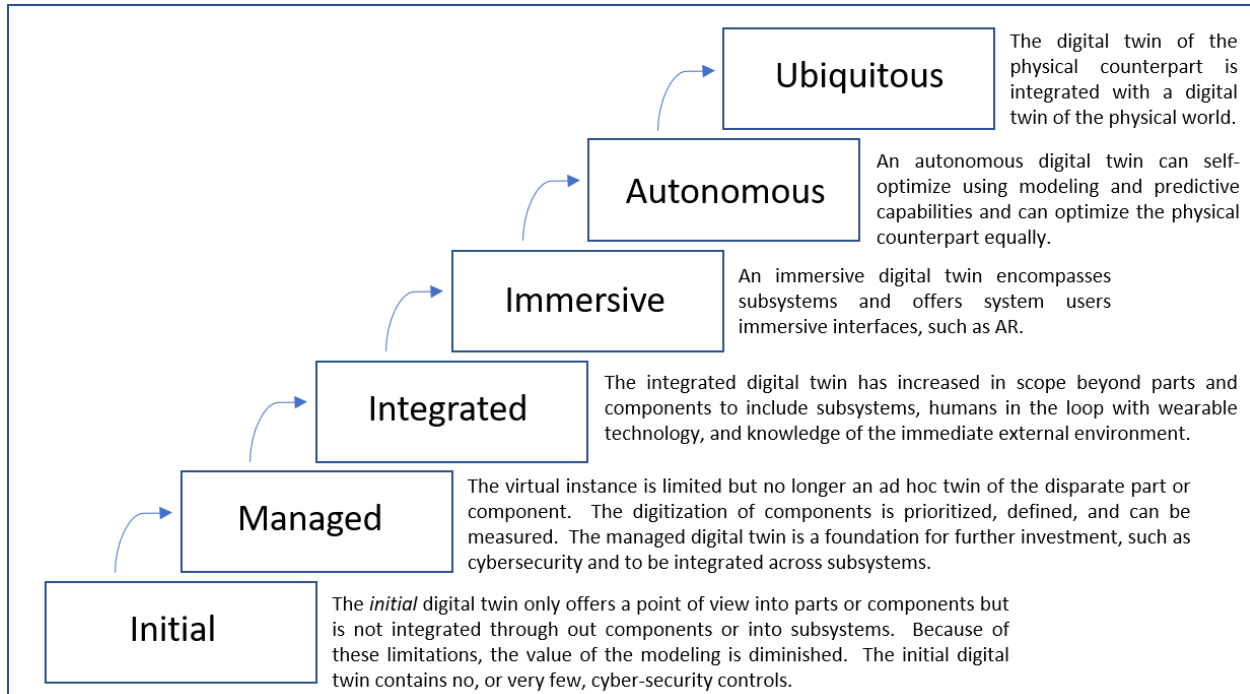 Ubiquitous
The digital twin of the
physical counterpart is
integrated with a digital
twin of the physical world.
Autonomous
An autonomous digital twin can self-
optimize using modeling and predictive
capabilities and can optimize the physical
counterpart equally.
Immersive
An immersive digital twin encompasses
subsystems and offers system users
immersive interfaces, such as AR.
Integrated
The integrated digital twin has increased in scope beyond parts and
components to include subsystems, humans in the loop with wearable
technology, and knowledge of the immediate external environment.
Managed
The virtual instance is limited but no longer an ad hoc twin of the disparate part or
component. The digitization of components is prioritized, defined, and can be
measured. The managed digital twin is a foundation for further investment, such as
cybersecurity and to be integrated across subsystems.
Initial
The initial digital twin only offers a point of view into parts or components but
is not integrated through out components or into subsystems. Because of
these limitations, the value of the modeling is diminished. The initial digital
twin contains no, or very few, cyber-security controls.